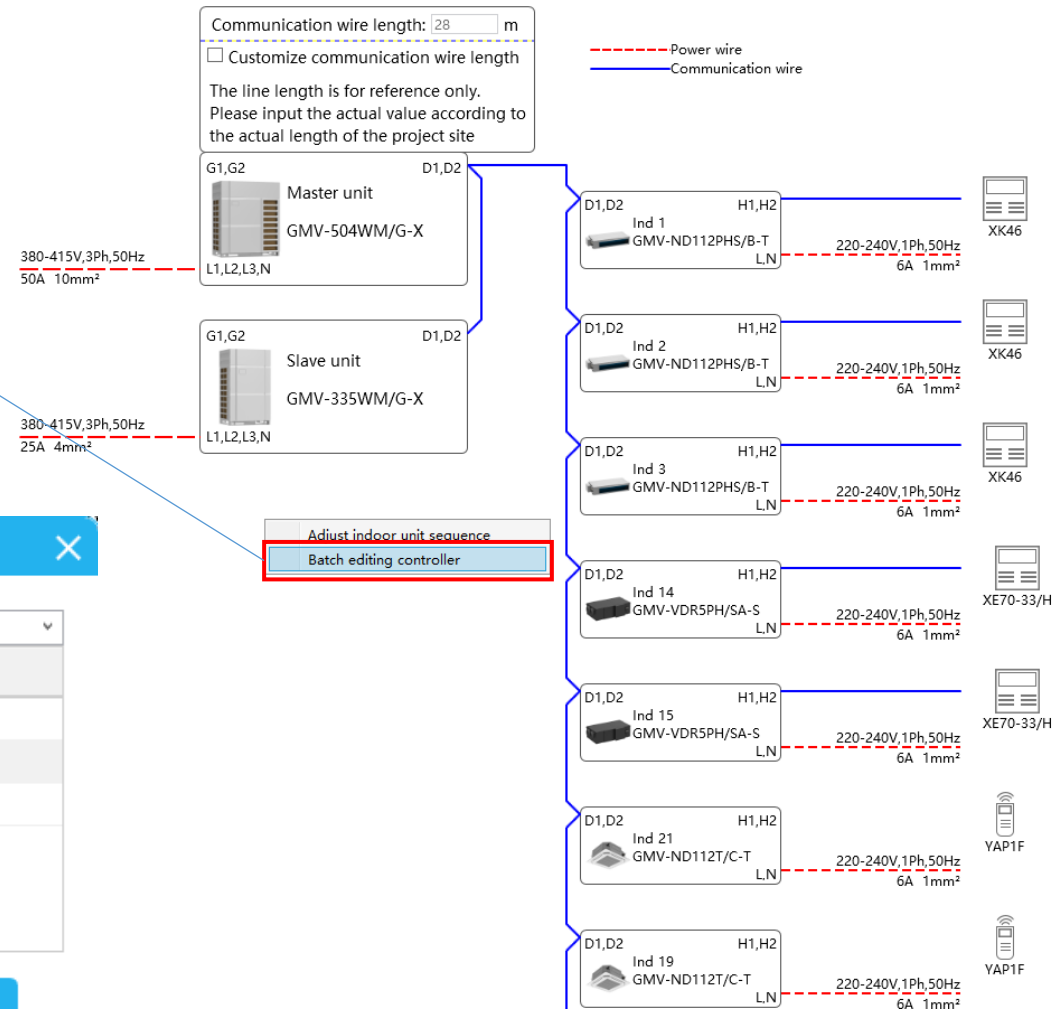 Communication wire length: 28 m
Customize communication wire length
The line length is for reference only.
Please input the actual value according to
the actual length of the project site
Power wire
Communication wire
G1,G2 D1,D2
Master unit
GMV-504WM/G-X
L1,L2,L3,N
380-415V,3Ph,50Hz
50A 10mm²
G1,G2 D1,D2
Slave unit
GMV-335WM/G-X
L1,L2,L3,N
380-415V,3Ph,50Hz
25A 4mm²
Adjust indoor unit sequence
Batch editing controller
D1,D2 H1,H2
Ind 1
GMV-ND112PHS/B-T
L,N
220-240V,1Ph,50Hz
6A 1mm²
XK46
D1,D2 H1,H2
Ind 2
GMV-ND112PHS/B-T
L,N
220-240V,1Ph,50Hz
6A 1mm²
XK46
D1,D2 H1,H2
Ind 3
GMV-ND112PHS/B-T
L,N
220-240V,1Ph,50Hz
6A 1mm²
XK46
D1,D2 H1,H2
Ind 14
GMV-VDR5PH/SA-S
L,N
220-240V,1Ph,50Hz
6A 1mm²
XE70-33/H
D1,D2 H1,H2
Ind 15
GMV-VDR5PH/SA-S
L,N
220-240V,1Ph,50Hz
6A 1mm²
XE70-33/H
D1,D2 H1,H2
Ind 21
GMV-ND112T/C-T
L,N
220-240V,1Ph,50Hz
6A 1mm²
YAP1F
D1,D2 H1,H2
Ind 19
GMV-ND112T/C-T
L,N
220-240V,1Ph,50Hz
6A 1mm²
YAP1F